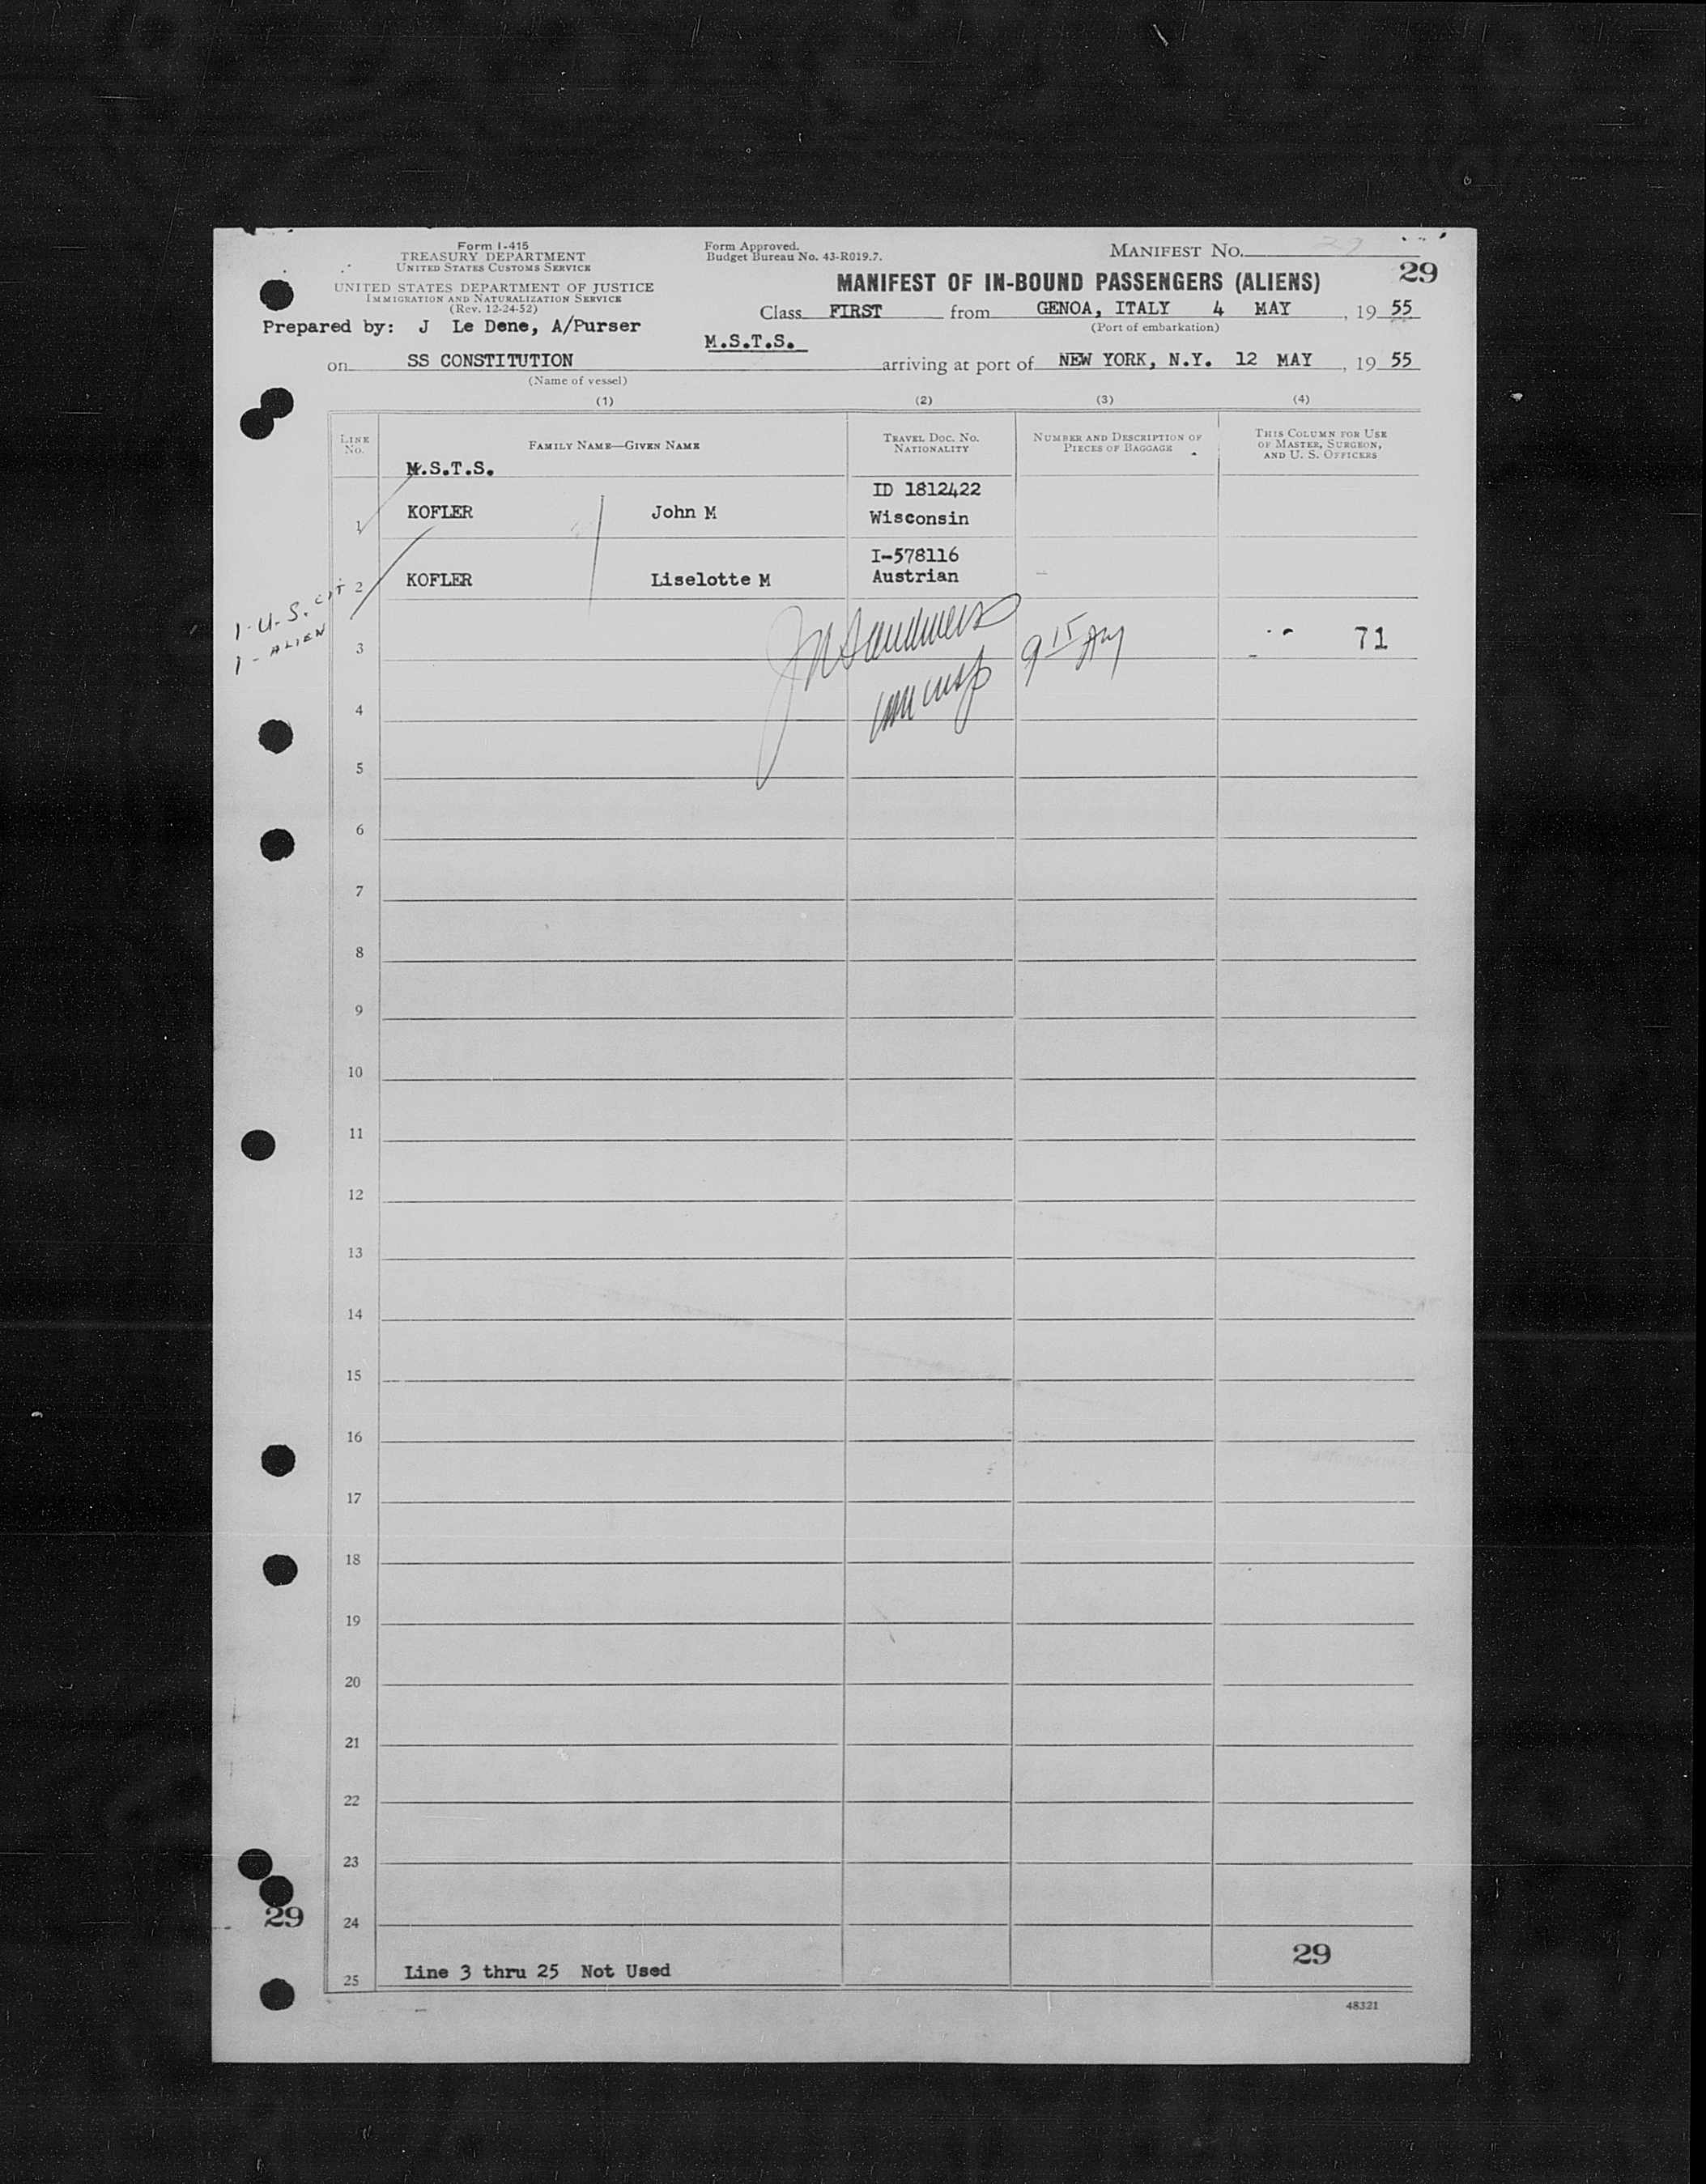 Form I-415
TREASURY DEPARTMENT
UNITED STATES CUSTOMS SERVICE
UNITED STATES DEPARTMENT OF JUSTICE
IMMIGRATION AND NATURALIZATION SERVICE
(Rev. 12-24-52)
Form Approved.
Budget Bureau No. 43-R019.7.
MANIFEST NO.
29
MANIFEST OF IN-BOUND PASSENGERS (ALIENS)
Class FIRST from GENOA, ITALY 4 MAY, 19 55
(Port of embarkation)
Prepared by: J Le Dene, A/Purser
M.S.T.S.
on SS CONSTITUTION arriving at port of NEW YORK, N.Y. 12 MAY, 19 55
(Name of vessel)
(1) (2) (3) (4)
LINE NO. FAMILY NAME—GIVEN NAME TRAVEL DOC. NO. NATIONALITY NUMBER AND DESCRIPTION OF PIECES OF BAGGAGE THIS COLUMN FOR USE OF MASTER, SURGEON, AND U. S. OFFICERS
M.S.T.S.
1 KOFLER John M ID 1812422 Wisconsin
2 KOFLER Liselotte M I-578116 Austrian
1-U.S. CIT
1-ALIEN
3 9 15 AM 71
4
5
6
7
8
9
10
11
12
13
14
15
16
17
18
19
20
21
22
23
29
24
29
25 Line 3 thru 25 Not Used
48321